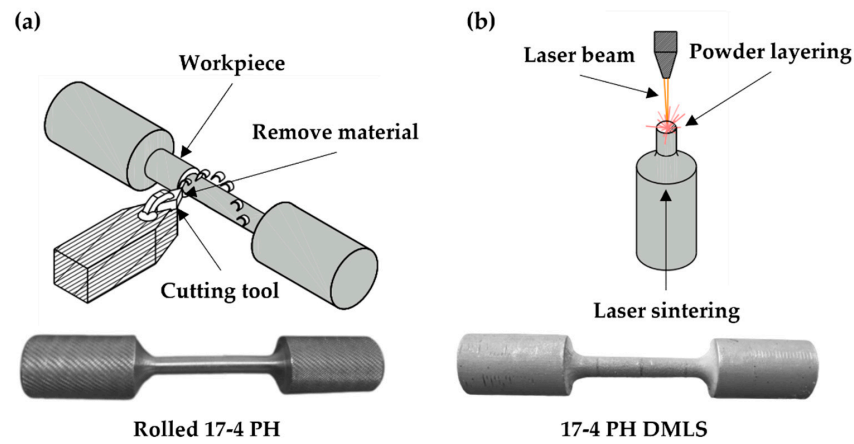 (a)
Workpiece
Remove material
Cutting tool
Rolled 17-4 PH
(b)
Laser beam
Powder layering
Laser sintering
17-4 PH DMLS